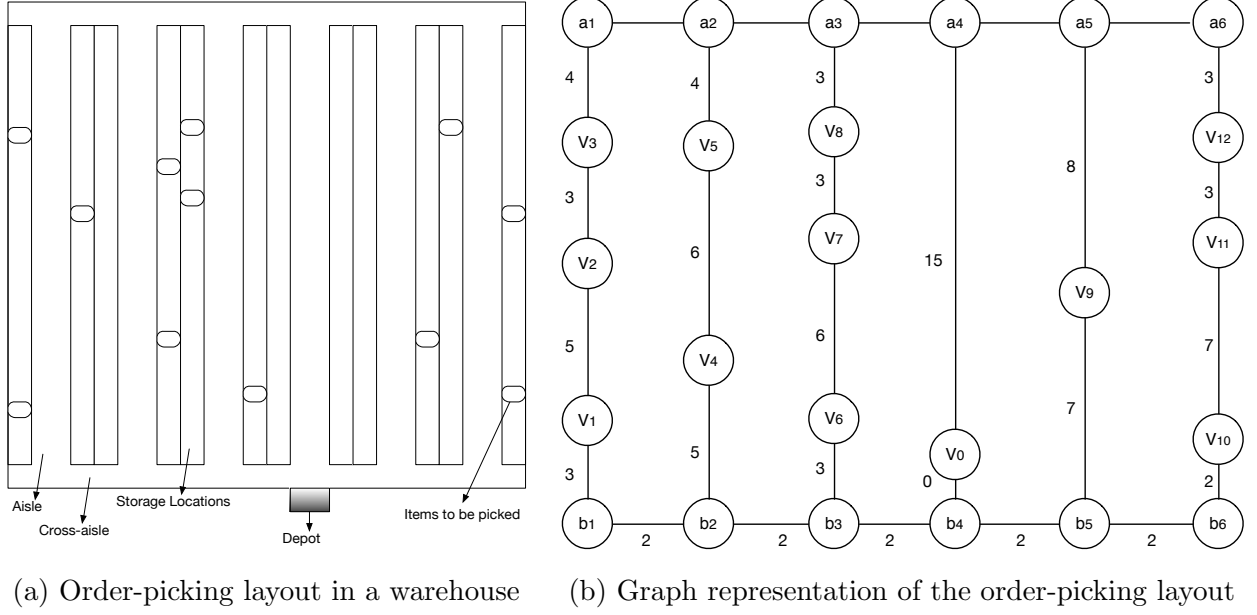 Aisle
Cross-aisle
Storage Locations
Depot
Items to be picked
(a) Order-picking layout in a warehouse
a1 a2 a3 a4 a5 a6
4 4 3 3
V3 V5 V8 V12
8
3 3 3
6 15
V2 V7 V11
V9
5 6 7
V4
7
V1 V6 V10
5 V0
3 3 0 2
b1 b2 b3 b4 b5 b6
2 2 2 2 2
(b) Graph representation of the order-picking layout